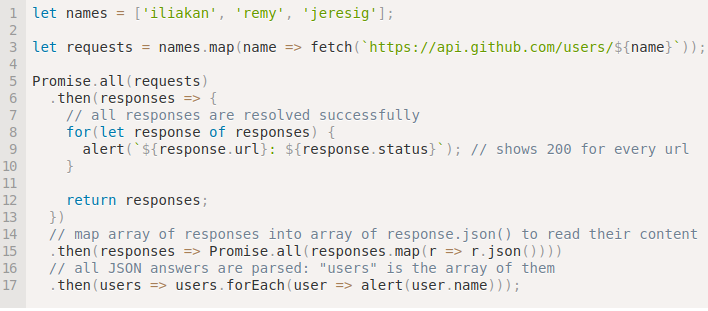 1 let names = ['iliakan', 'remy', 'jeresig'];
2
3 let requests = names.map(name => fetch(`https://api.github.com/users/${name}`));
4
5 Promise.all(requests)
6   .then(responses => {
7     // all responses are resolved successfully
8     for(let response of responses) {
9       alert(`${response.url}: ${response.status}`); // shows 200 for every url
10     }
11
12     return responses;
13   })
14   // map array of responses into array of response.json() to read their content
15   .then(responses => Promise.all(responses.map(r => r.json())))
16   // all JSON answers are parsed: "users" is the array of them
17   .then(users => users.forEach(user => alert(user.name)));